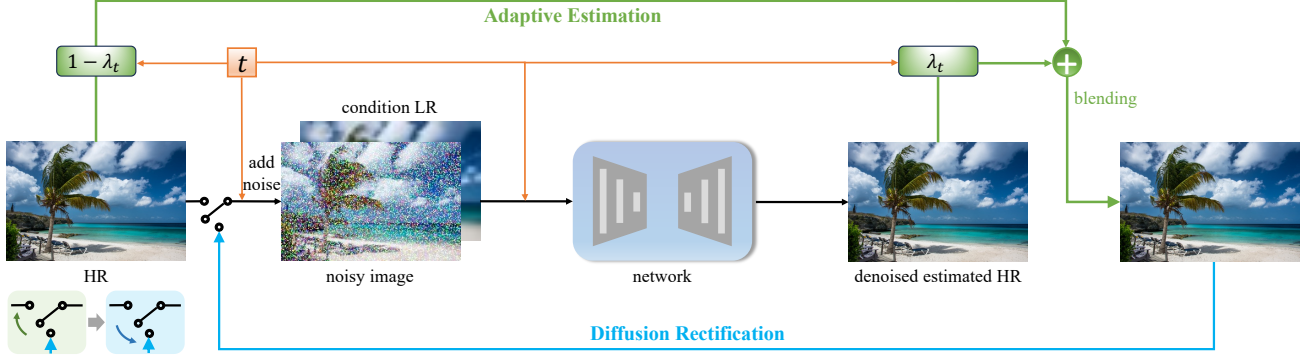 Adaptive Estimation
1 − λₜ
t
λₜ
+
condition LR
blending
add
noise
HR
noisy image
network
denoised estimated HR
Diffusion Rectification